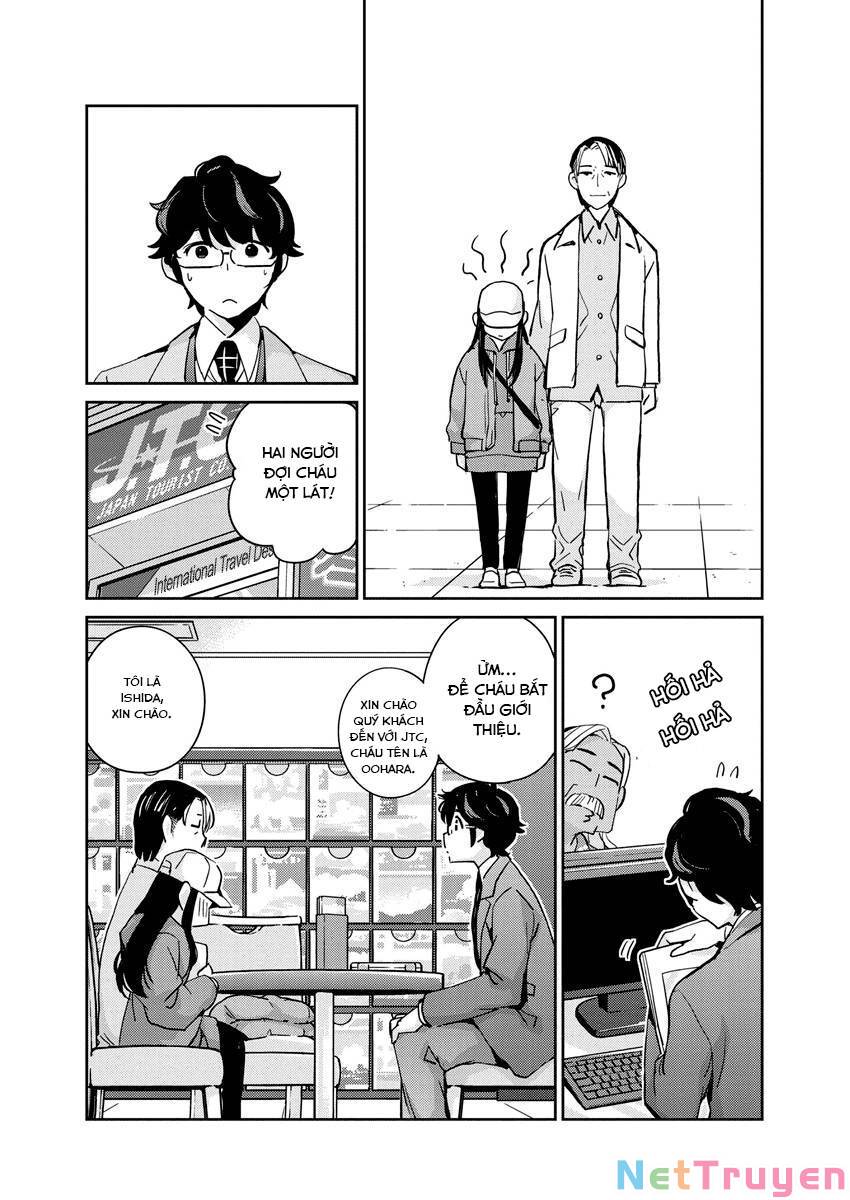 J.T.C
JAPAN TOURIST CO
International Travel Des
HAI NGƯỜI
ĐỢI CHÁU
MỘT LÁT!
?
HỐI HẢ
HỐI HẢ
ỪM...
ĐỂ CHÁU BẮT
ĐẦU GIỚI
THIỆU.
XIN CHÀO
QUÝ KHÁCH
ĐẾN VỚI JTC,
CHÁU TÊN LÀ
OOHARA.
TÔI LÀ
ISHIDA,
XIN CHÀO.
NetTruyen